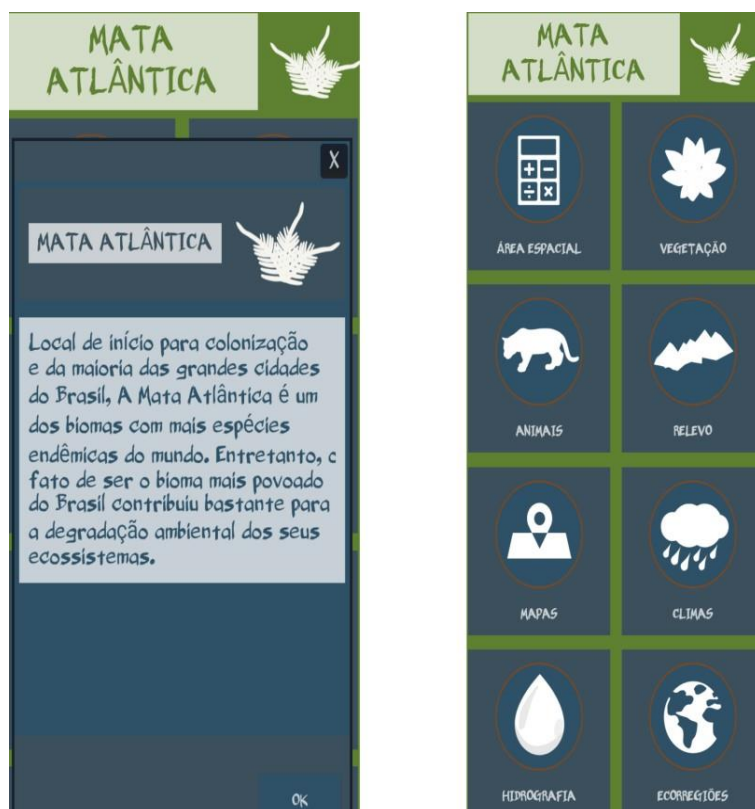 MATA
ATLÂNTICA
X
MATA ATLÂNTICA
Local de início para colonização
e da maioria das grandes cidades
do Brasil, A Mata Atlântica é um
dos biomas com mais espécies
endêmicas do mundo. Entretanto, o
fato de ser o bioma mais povoado
do Brasil contribuiu bastante para
a degradação ambiental dos seus
ecossistemas.
OK
MATA
ATLÂNTICA
ÁREA ESPACIAL
VEGETAÇÃO
ANIMAIS
RELEVO
MAPAS
CLIMAS
HIDROGRAFIA
ECORREGIÕES